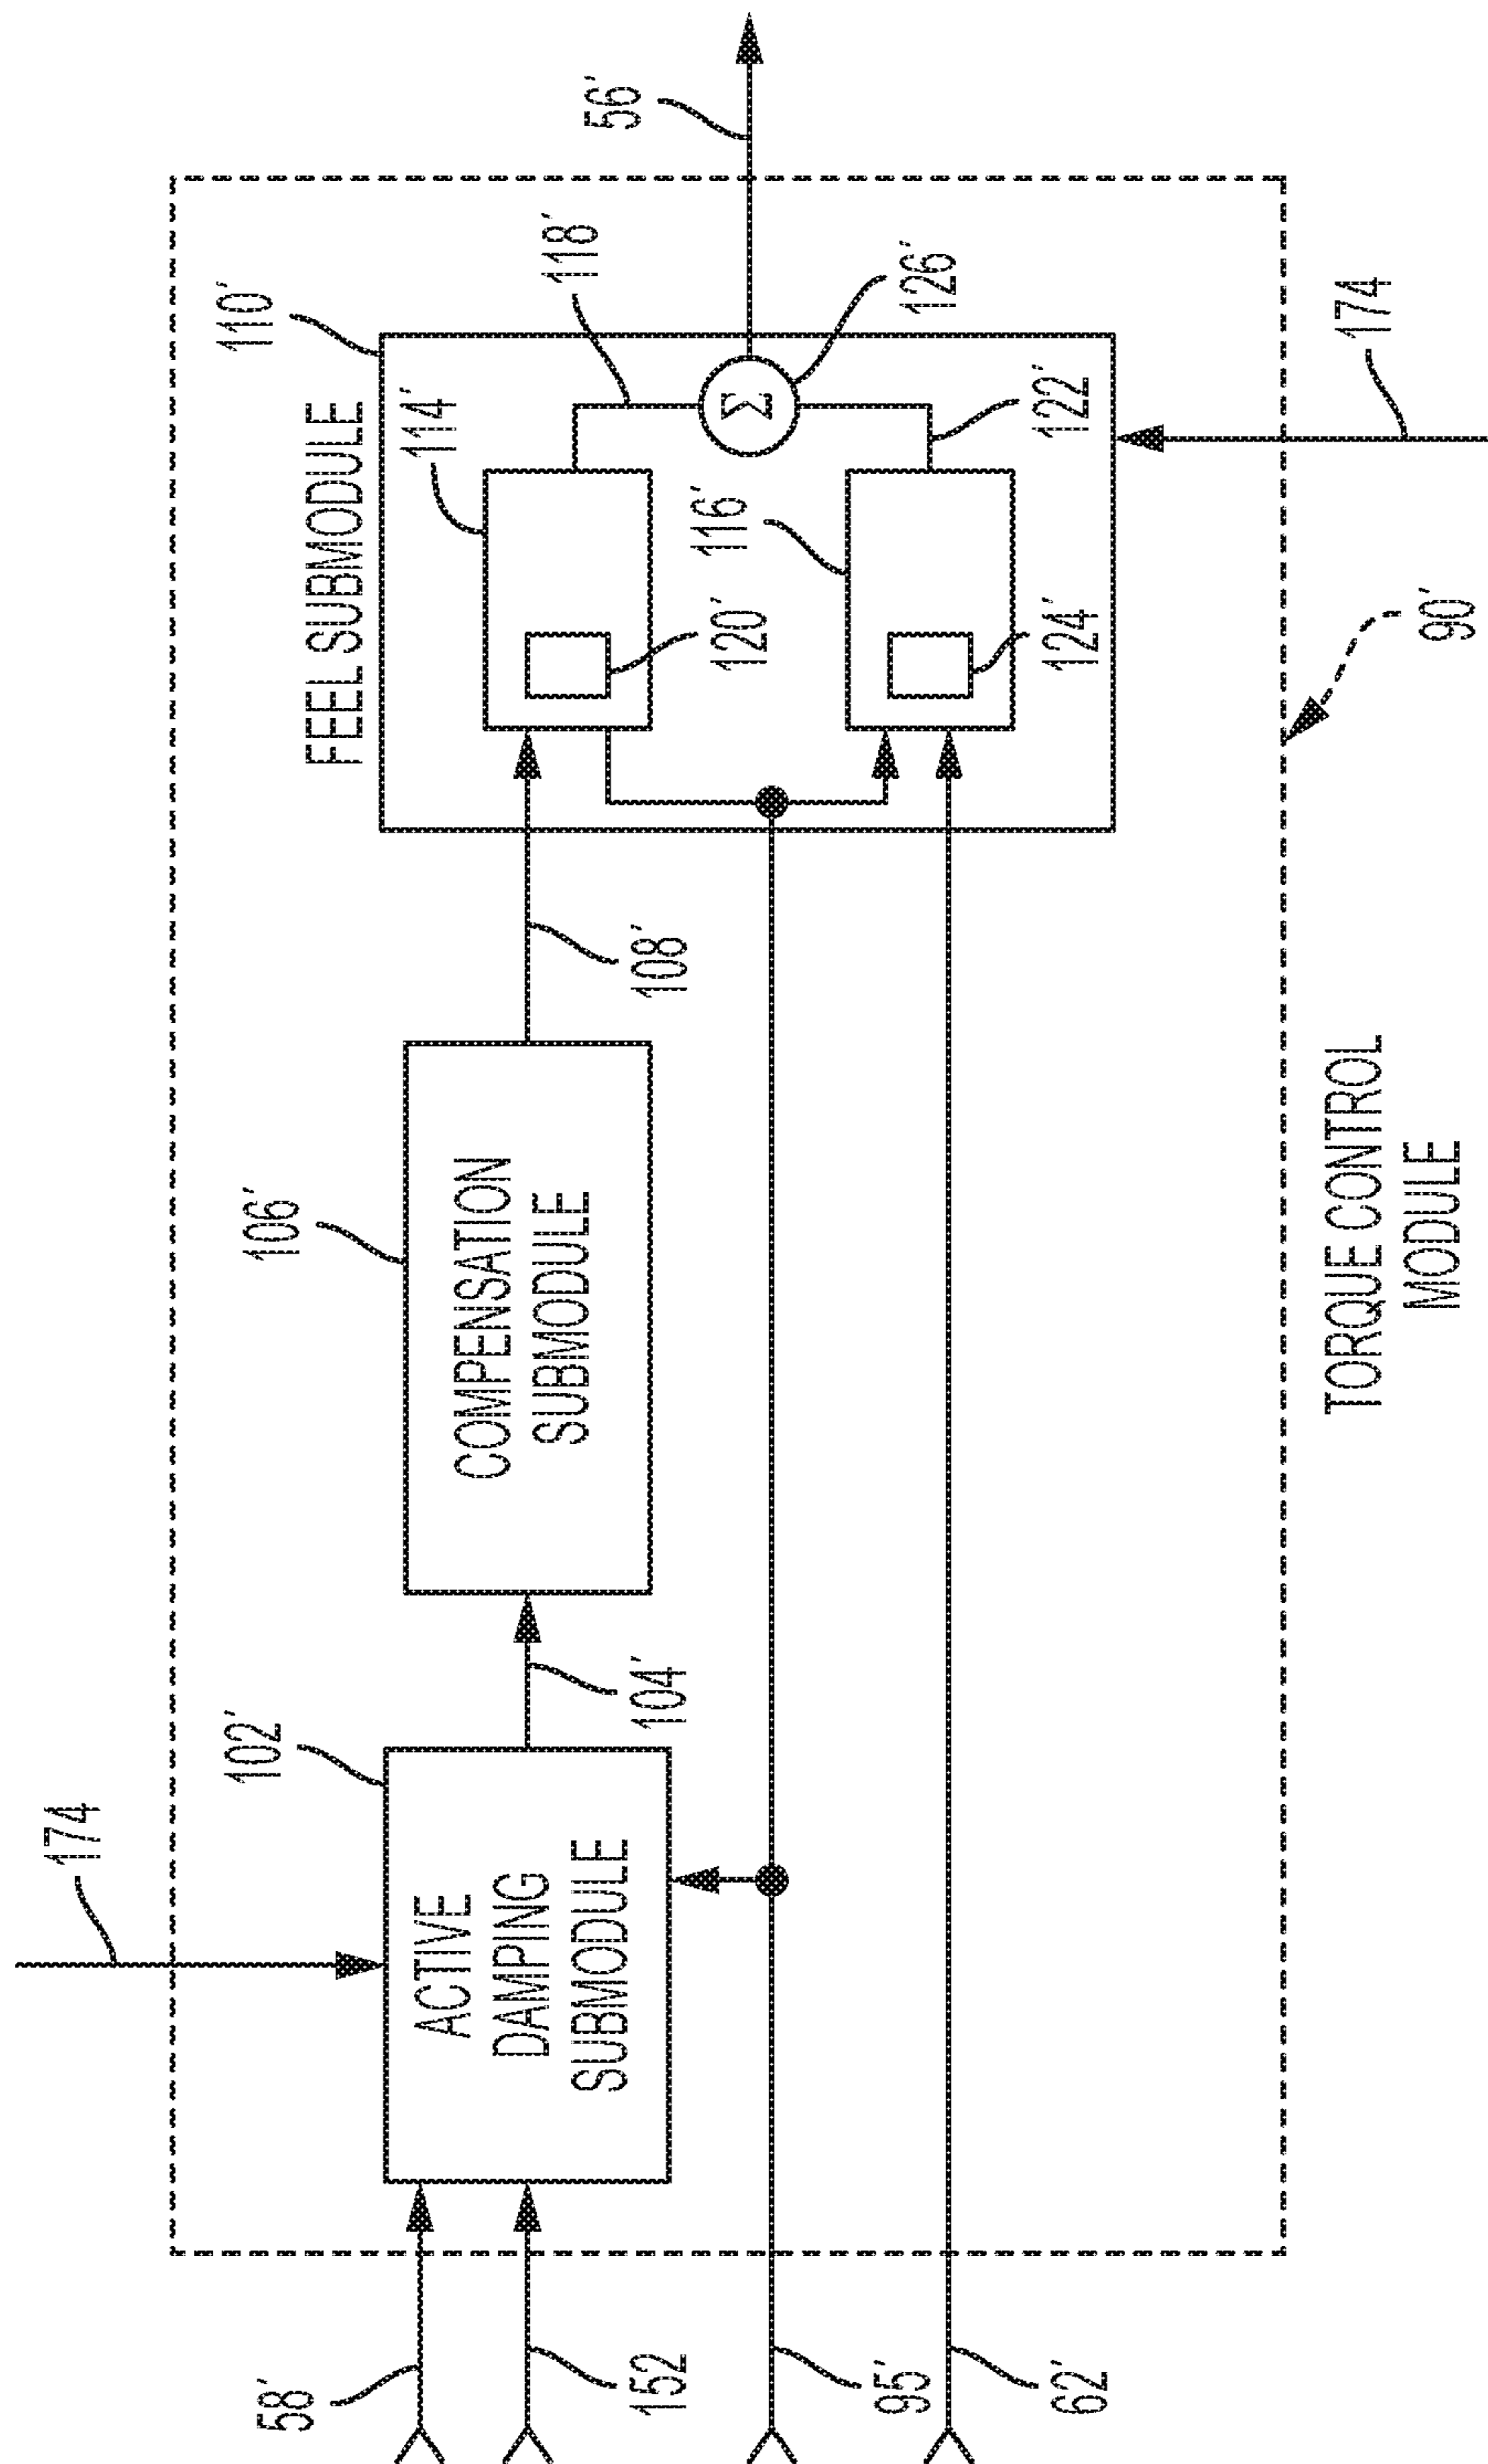 174
102′
106′
FEEL SUBMODULE
110′
56′
58′
ACTIVE
DAMPING
SUBMODULE
COMPENSATION
SUBMODULE
114′
118′
Σ
152
104′
108′
120′
116′
126′
95′
62′
124′
122′
TORQUE CONTROL
MODULE
90′
174